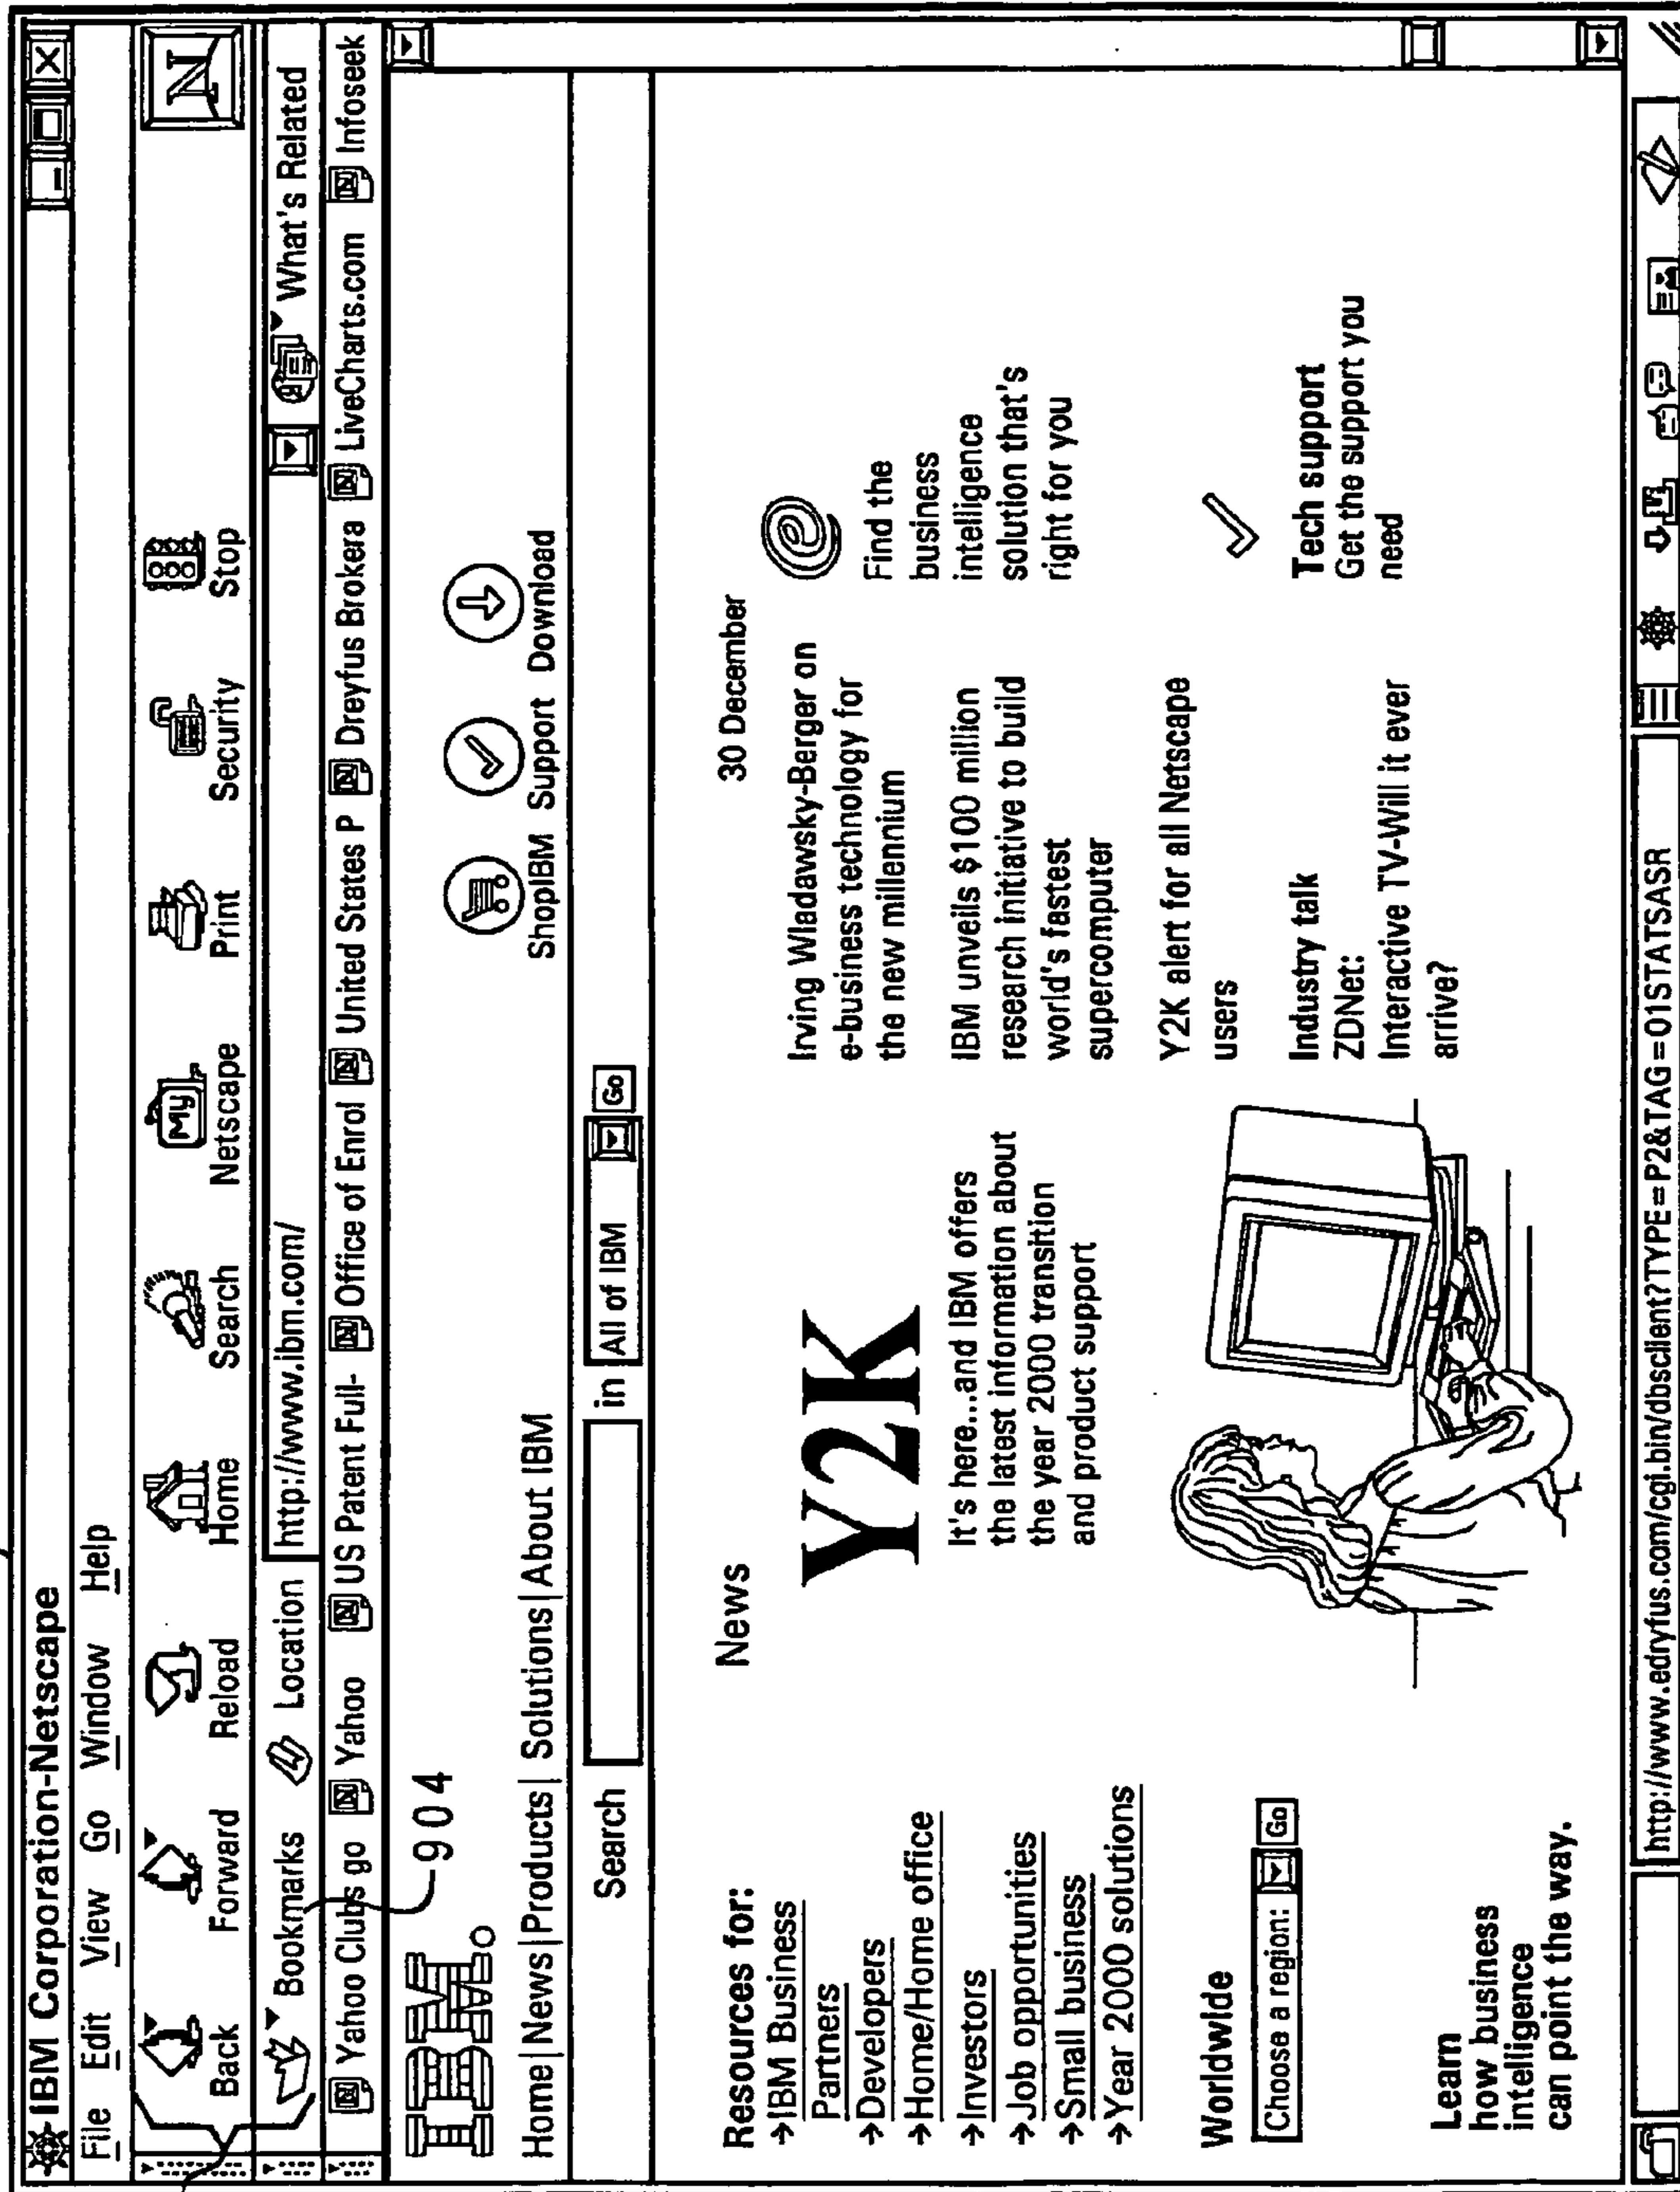 IBM Corporation-Netscape
File Edit View Go Window Help
Back Forward Reload Home Search Netscape Print Security Stop
My
N
Bookmarks Location http://www.ibm.com/ What's Related
Yahoo Clubs go Yahoo US Patent Full- Office of Enrol United States P Dreyfus Brokera LiveCharts.com Infoseek
904
IBM
ShopIBM Support Download
Home|News|Products| Solutions|About IBM
Search in All of IBM Go
Resources for:
→IBM Business
Partners
→Developers
→Home/Home office
→Investors
→Job opportunities
→Small business
→Year 2000 solutions
Worldwide
Choose a region: Go
Learn
how business
intelligence
can point the way.
News
Y2K
It's here...and IBM offers
the latest information about
the year 2000 transition
and product support
30 December
Irving Wladawsky-Berger on
e-business technology for
the new millennium
IBM unveils $100 million
research initiative to build
world's fastest
supercomputer
Y2K alert for all Netscape
users
Industry talk
ZDNet:
Interactive TV-Will it ever
arrive?
e
Find the
business
intelligence
solution that's
right for you
Tech support
Get the support you
need
http://www.edryfus.com/cgi.bin/dbsclient?TYPE=P2&TAG=01STATSASR